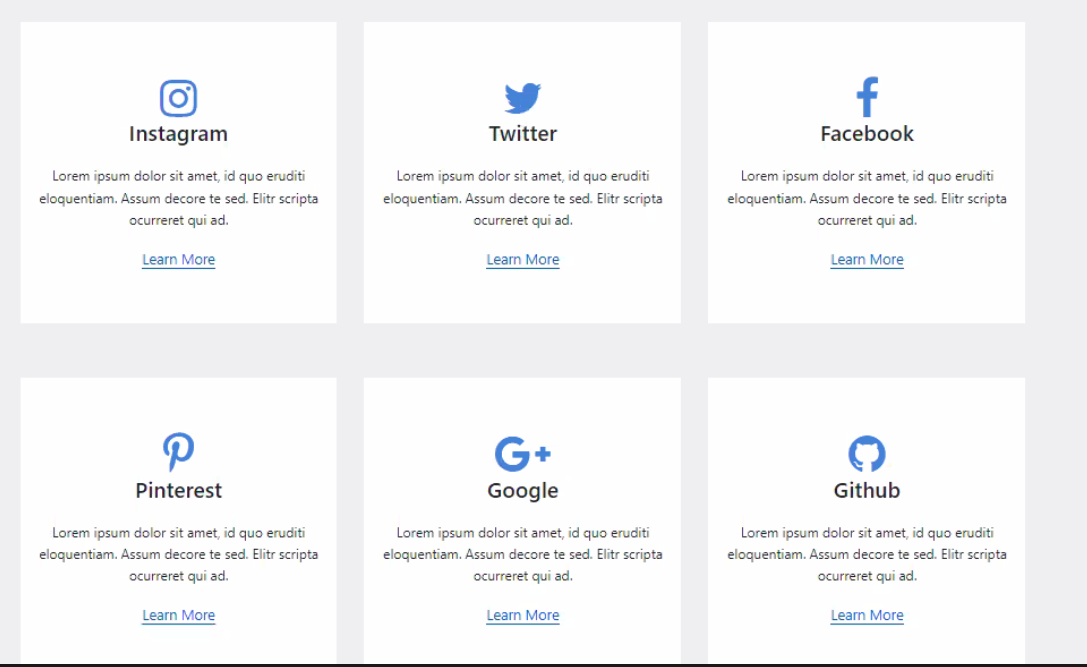 Instagram
Lorem ipsum dolor sit amet, id quo eruditi
eloquentiam. Assum decore te sed. Elitr scripta
ocurreret qui ad.
Learn More
Twitter
Lorem ipsum dolor sit amet, id quo eruditi
eloquentiam. Assum decore te sed. Elitr scripta
ocurreret qui ad.
Learn More
Facebook
Lorem ipsum dolor sit amet, id quo eruditi
eloquentiam. Assum decore te sed. Elitr scripta
ocurreret qui ad.
Learn More
Pinterest
Lorem ipsum dolor sit amet, id quo eruditi
eloquentiam. Assum decore te sed. Elitr scripta
ocurreret qui ad.
Learn More
Google
Lorem ipsum dolor sit amet, id quo eruditi
eloquentiam. Assum decore te sed. Elitr scripta
ocurreret qui ad.
Learn More
Github
Lorem ipsum dolor sit amet, id quo eruditi
eloquentiam. Assum decore te sed. Elitr scripta
ocurreret qui ad.
Learn More